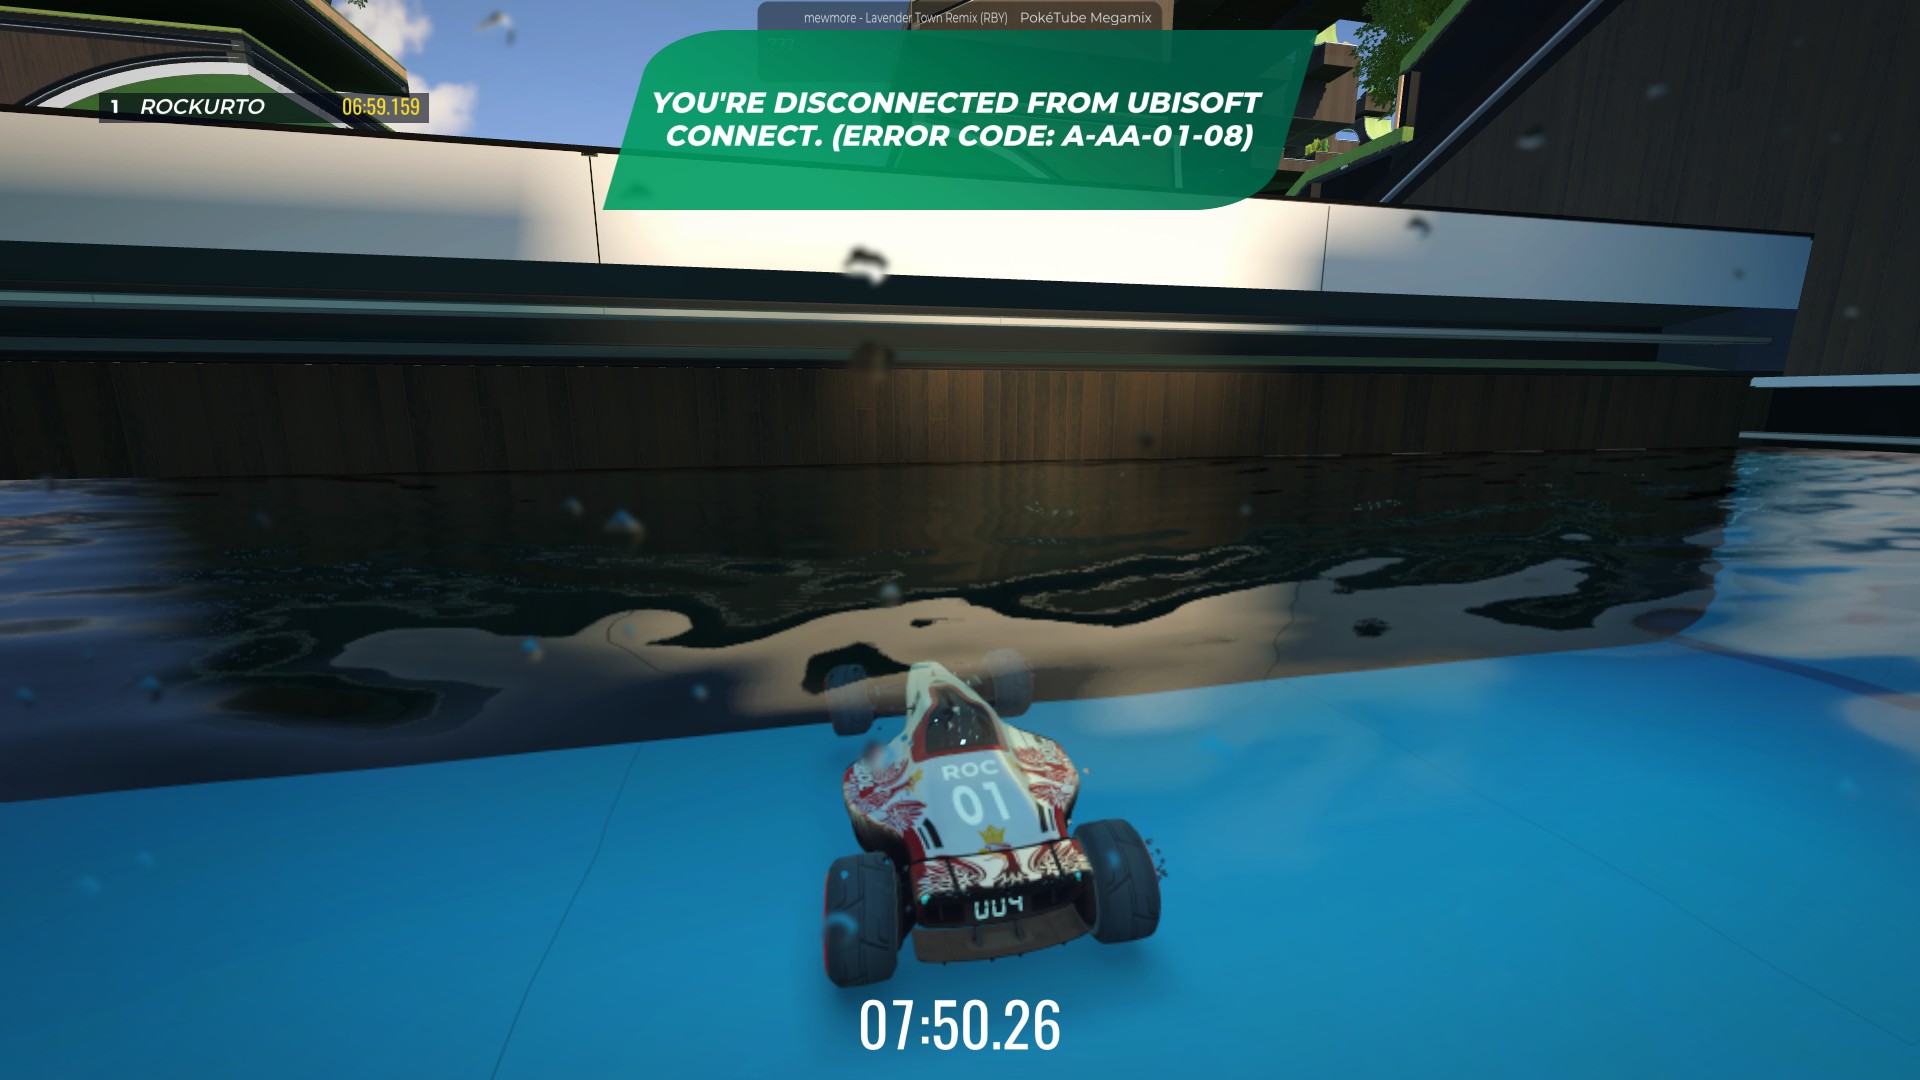 mewmore - Lavender Town Remix (RBY) PokéTube Megamix
???
YOU'RE DISCONNECTED FROM UBISOFT
CONNECT. (ERROR CODE: A-AA-01-08)
1 ROCKURTO 06:59.159
ROC
01
004
07:50.26